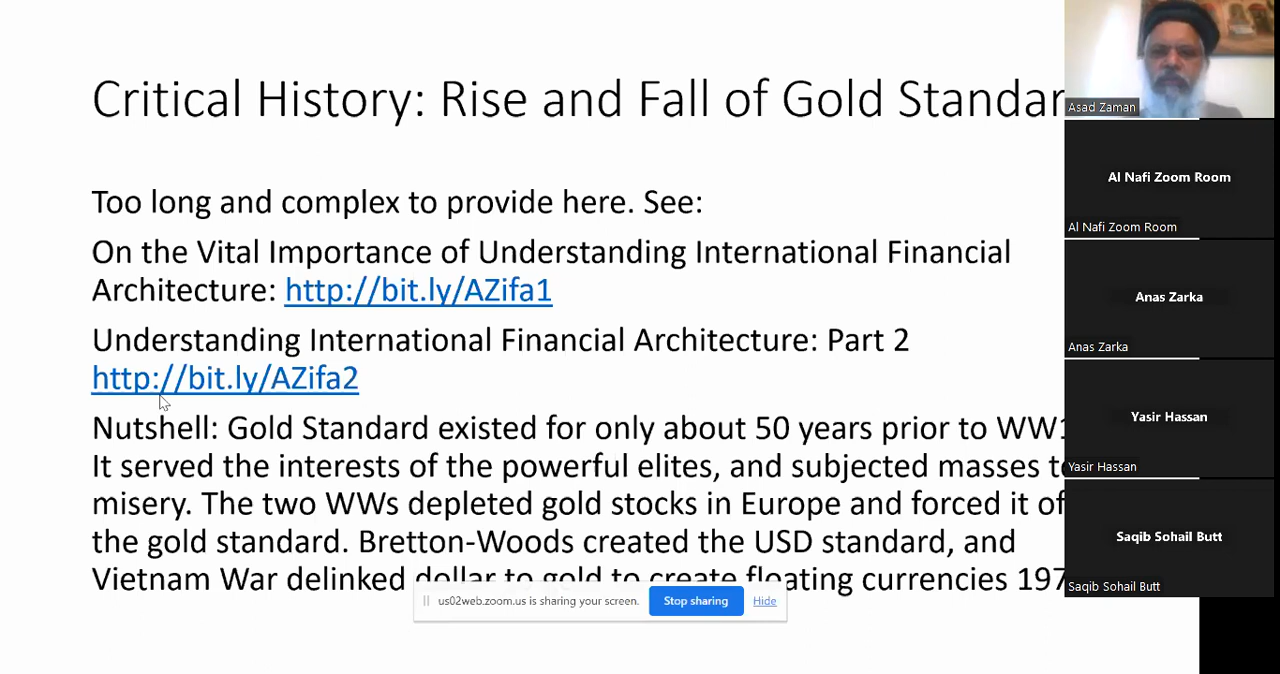 Critical History: Rise and Fall of Gold Standar
Too long and complex to provide here. See:
On the Vital Importance of Understanding International Financial
Architecture: http://bit.ly/AZifa1
Understanding International Financial Architecture: Part 2
http://bit.ly/AZifa2
Nutshell: Gold Standard existed for only about 50 years prior to WW1
It served the interests of the powerful elites, and subjected masses to
misery. The two WWs depleted gold stocks in Europe and forced it of
the gold standard. Bretton-Woods created the USD standard, and
Vietnam War delinked dollar to gold to create floating currencies 197
us02web.zoom.us is sharing your screen.
Stop sharing
Hide
Asad Zaman
Al Nafi Zoom Room
Al Nafi Zoom Room
Anas Zarka
Anas Zarka
Yasir Hassan
Yasir Hassan
Saqib Sohail Butt
Saqib Sohail Butt